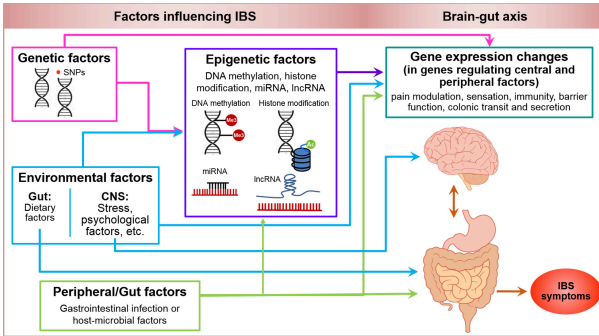 Factors influencing IBS
Brain-gut axis
Genetic factors
SNPs
Epigenetic factors
DNA methylation, histone
modification, miRNA, lncRNA
DNA methylation
Histone modification
Me3
Me3
Ac
miRNA
lncRNA
Gene expression changes
(in genes regulating central and
peripheral factors)
pain modulation, sensation, immunity, barrier
function, colonic transit and secretion
Environmental factors
Gut:
Dietary
factors
CNS:
Stress,
psychological
factors, etc.
Peripheral/Gut factors
Gastrointestinal infection or
host-microbial factors
IBS
symptoms